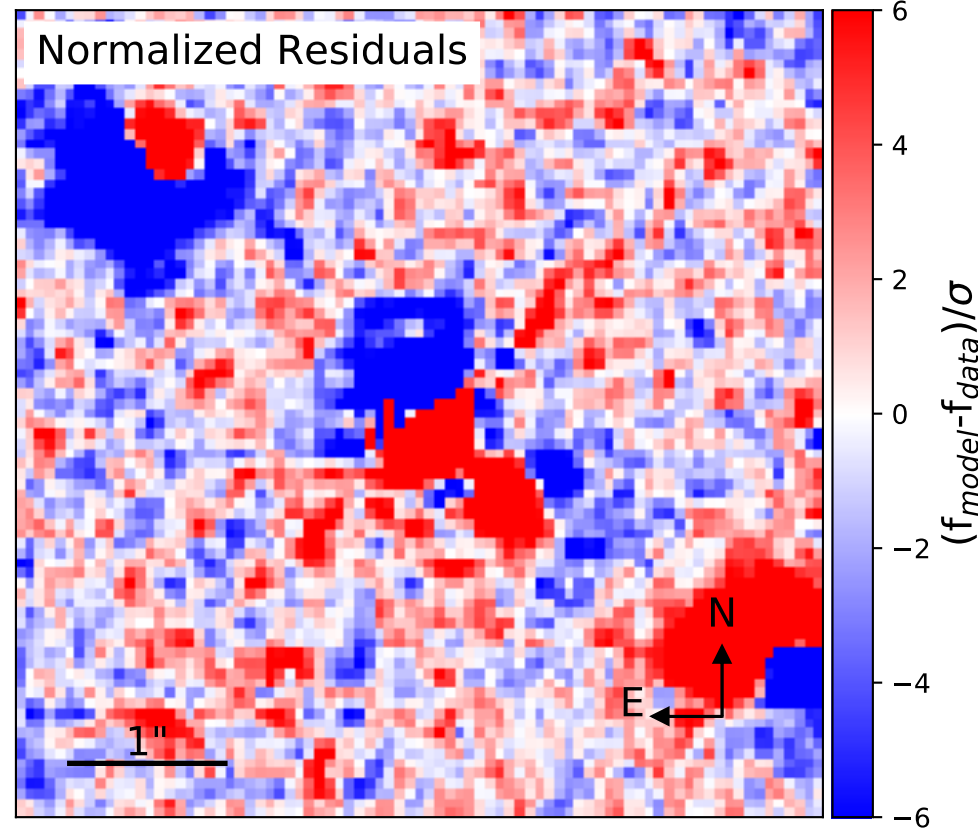 Normalized Residuals
6
4
2
0
−2
−4
−6
(f_model-f_data)/σ
N
E
1"